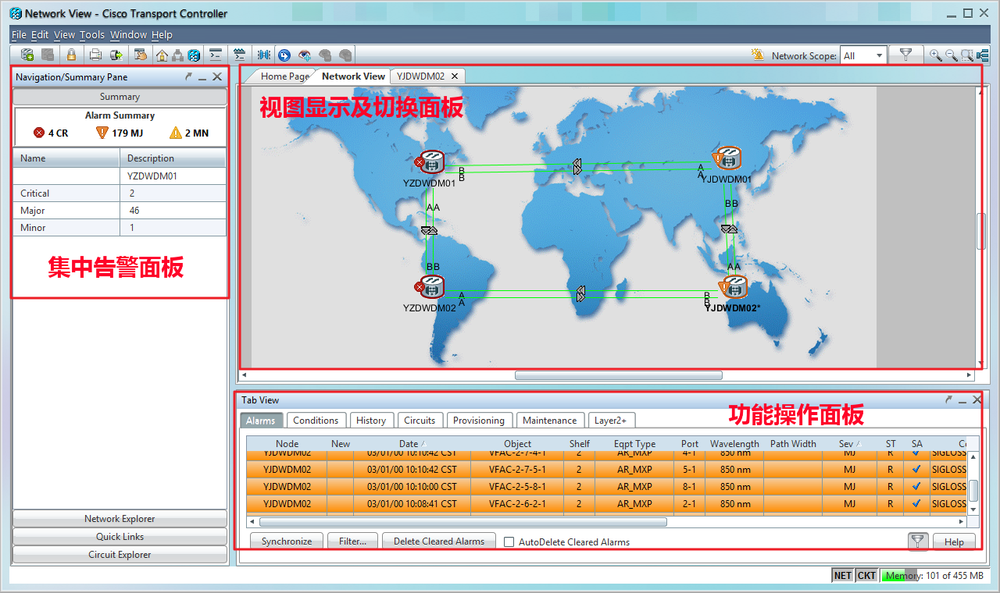 Network View - Cisco Transport Controller
File Edit View Tools Window Help
Network Scope: All
Navigation/Summary Pane
Summary
Alarm Summary
4 CR 179 MJ 2 MN
Name Description
YZDWDM01
Critical 2
Major 46
Minor 1
集中告警面板
Network Explorer
Quick Links
Circuit Explorer
Home Page Network View YJDWDM02
视图显示及切换面板
YZDWDM01
B
B
A
A
YJDWDM01
AA
BB
BB
AA
YZDWDM02
A
A
B
B
YJDWDM02*
Tab View
功能操作面板
Alarms Conditions History Circuits Provisioning Maintenance Layer2+
Node New Date Object Shelf Eqpt Type Port Wavelength Path Width Sev ST SA
YJDWDM02 03/01/00 10:10:42 CST VFAC-2-7-4-1 2 AR_MXP 4-1 850 nm MJ R SIGLOSS
YJDWDM02 03/01/00 10:10:42 CST VFAC-2-7-5-1 2 AR_MXP 5-1 850 nm MJ R SIGLOSS
YJDWDM02 03/01/00 10:10:00 CST VFAC-2-5-8-1 2 AR_MXP 8-1 850 nm MJ R SIGLOSS
YJDWDM02 03/01/00 10:08:41 CST VFAC-2-6-2-1 2 AR_MXP 2-1 850 nm MJ R SIGLOSS
Synchronize Filter... Delete Cleared Alarms AutoDelete Cleared Alarms Help
NET CKT Memory: 101 of 455 MB